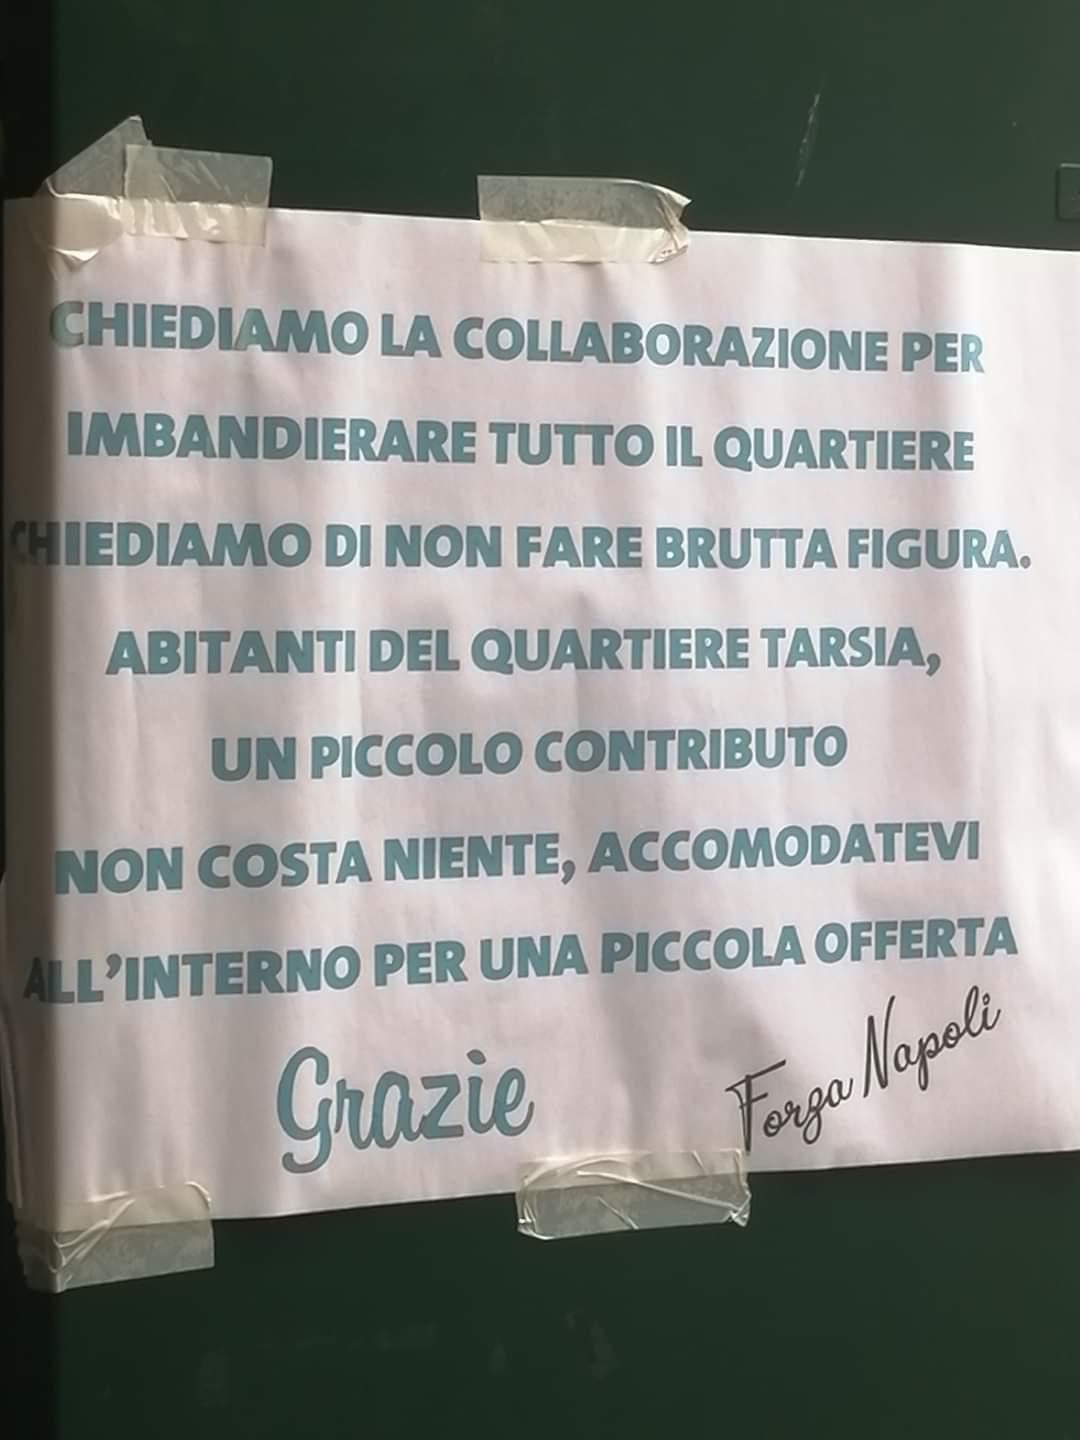 CHIEDIAMO LA COLLABORAZIONE PER
IMBANDIERARE TUTTO IL QUARTIERE
CHIEDIAMO DI NON FARE BRUTTA FIGURA.
ABITANTI DEL QUARTIERE TARSIA,
UN PICCOLO CONTRIBUTO
NON COSTA NIENTE, ACCOMODATEVI
ALL'INTERNO PER UNA PICCOLA OFFERTA
Grazie
Forza Napoli